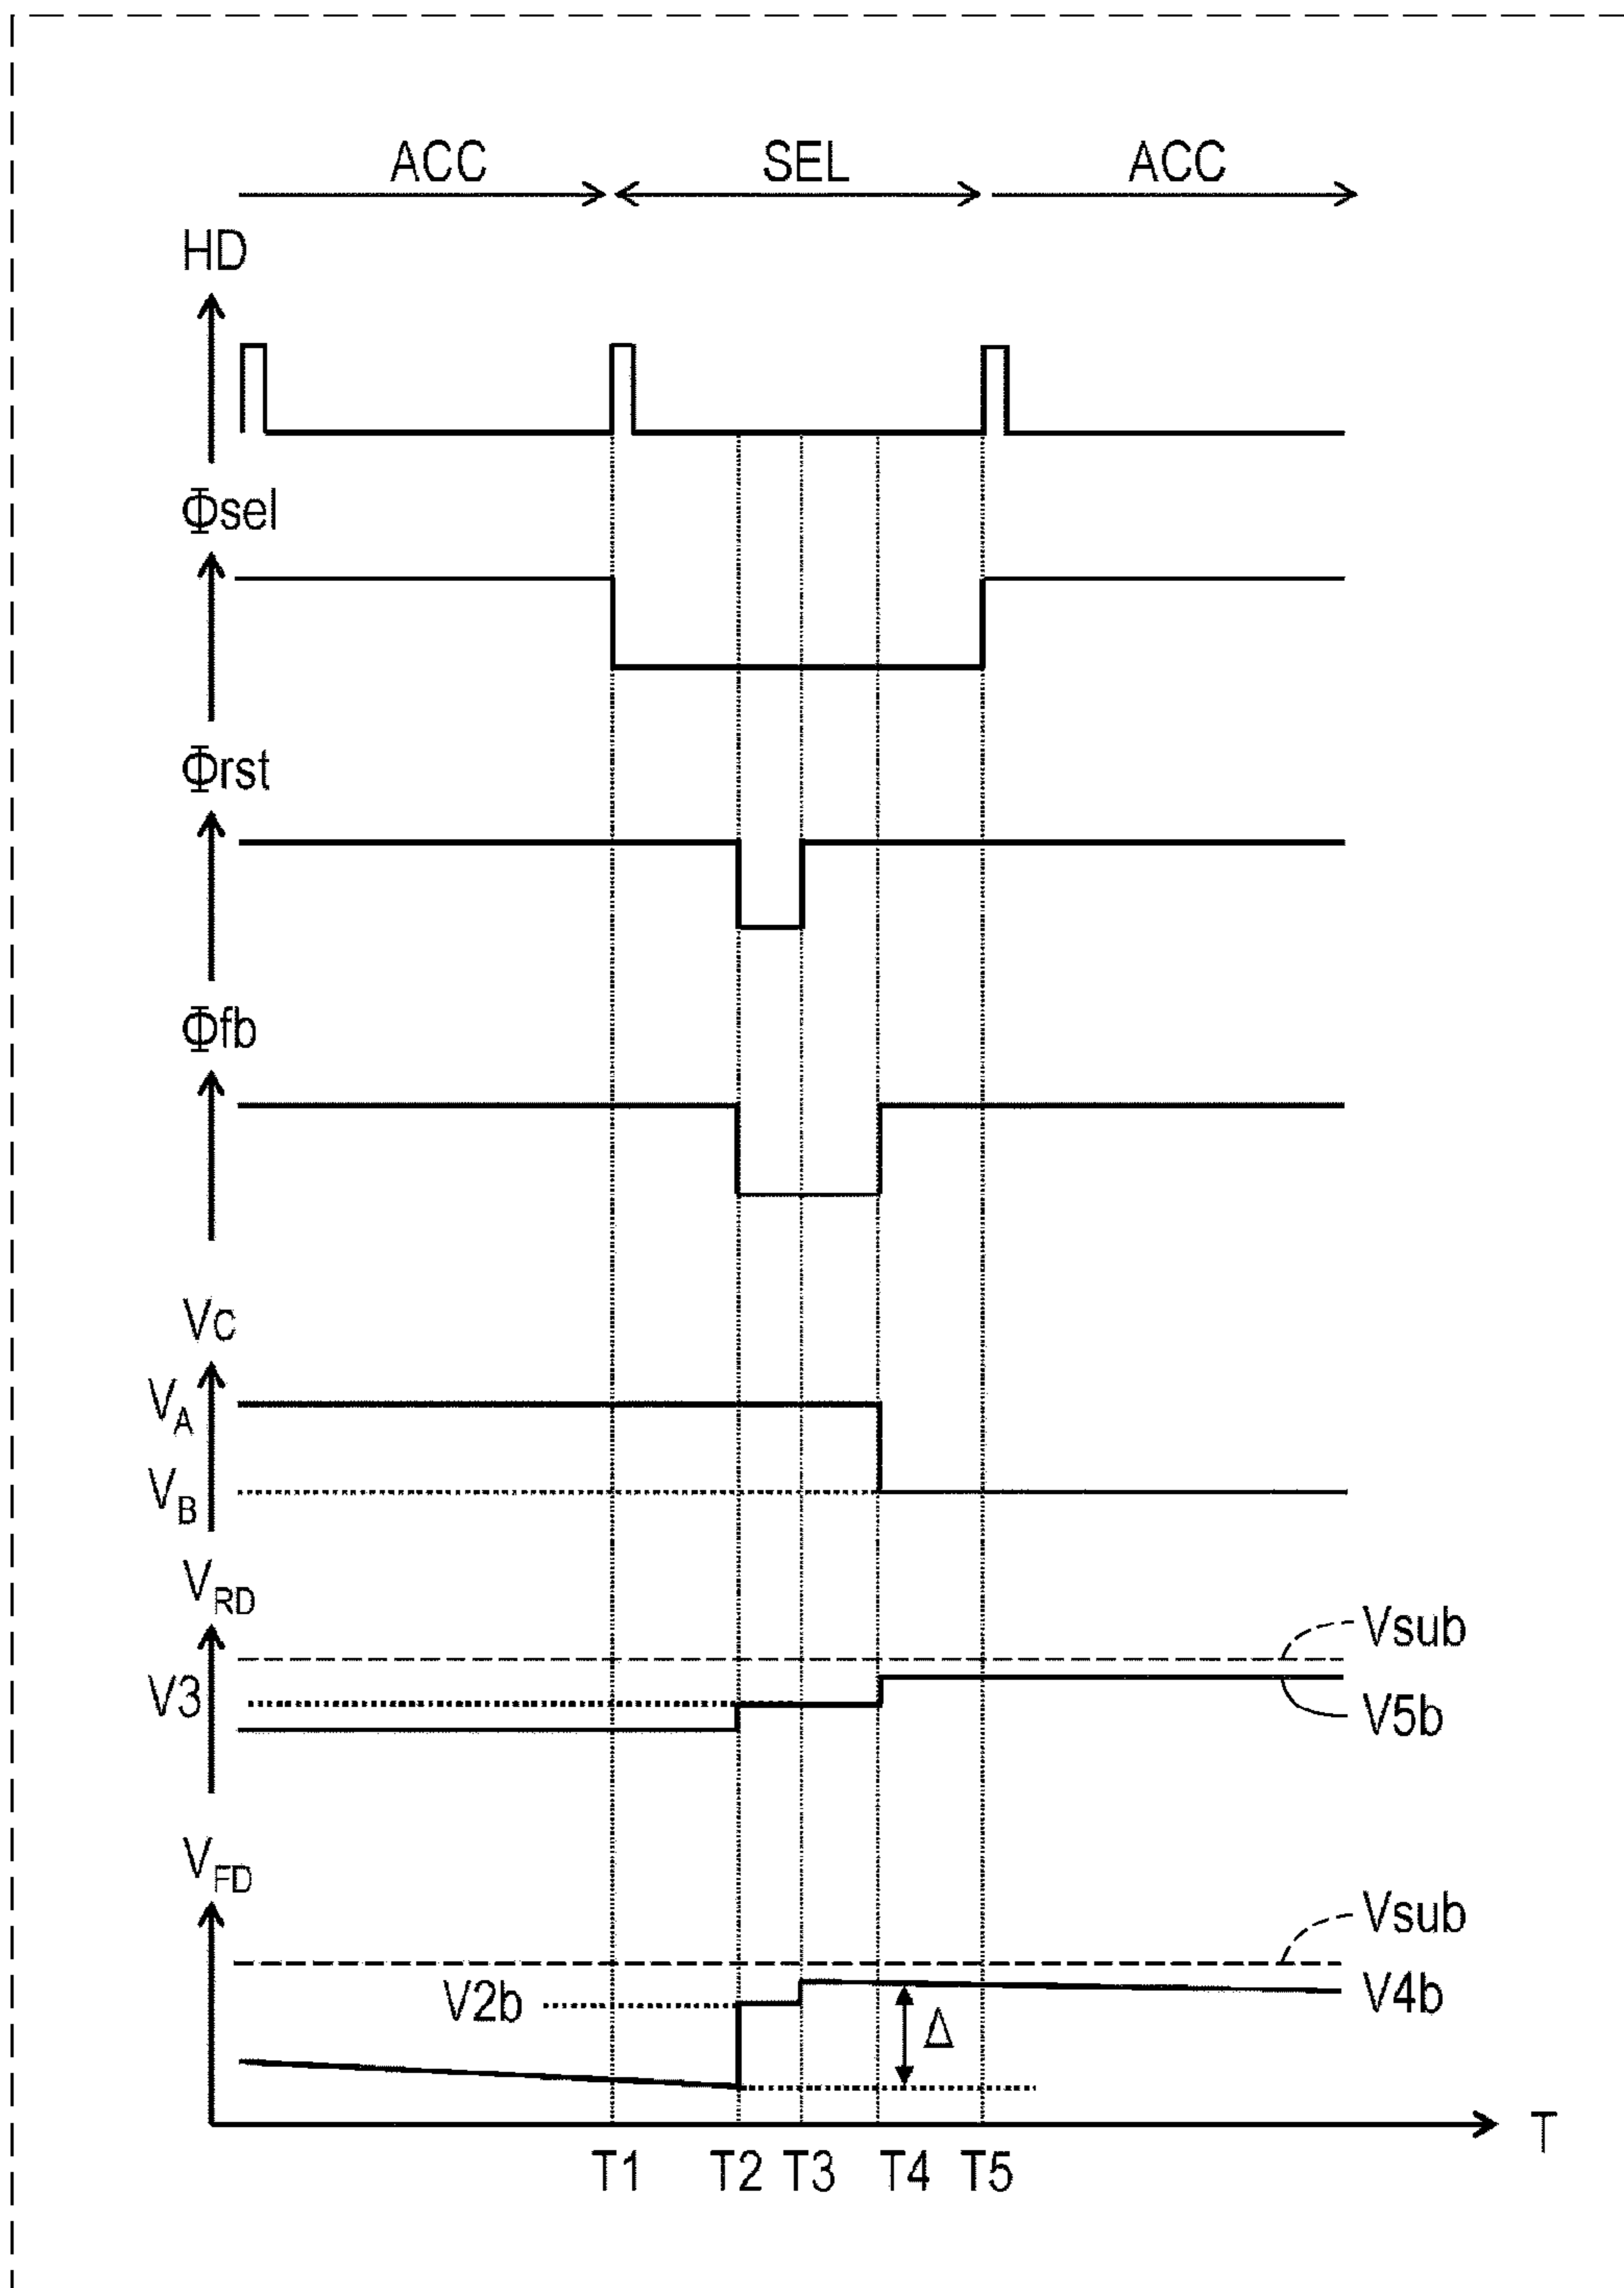 ACC SEL ACC
HD
Φsel
Φrst
Φfb
Vc
VA
VB
VRD
Vsub
V3
V5b
VFD
Vsub
V2b
V4b
Δ
T
T1 T2 T3 T4 T5